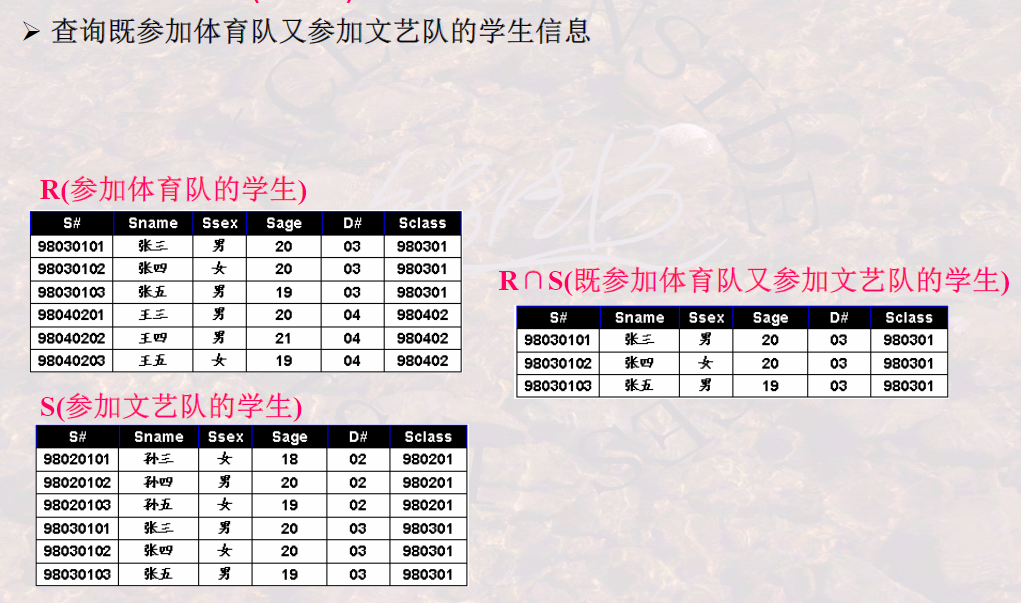 ➢ 查询既参加体育队又参加文艺队的学生信息
R(参加体育队的学生)
S# Sname Ssex Sage D# Sclass
98030101 张三 男 20 03 980301
98030102 张四 女 20 03 980301
98030103 张五 男 19 03 980301
98040201 王三 男 20 04 980402
98040202 王四 男 21 04 980402
98040203 王五 女 19 04 980402
S(参加文艺队的学生)
S# Sname Ssex Sage D# Sclass
98020101 孙三 女 18 02 980201
98020102 孙四 男 20 02 980201
98020103 孙五 女 19 02 980201
98030101 张三 男 20 03 980301
98030102 张四 女 20 03 980301
98030103 张五 男 19 03 980301
R∩S(既参加体育队又参加文艺队的学生)
S# Sname Ssex Sage D# Sclass
98030101 张三 男 20 03 980301
98030102 张四 女 20 03 980301
98030103 张五 男 19 03 980301